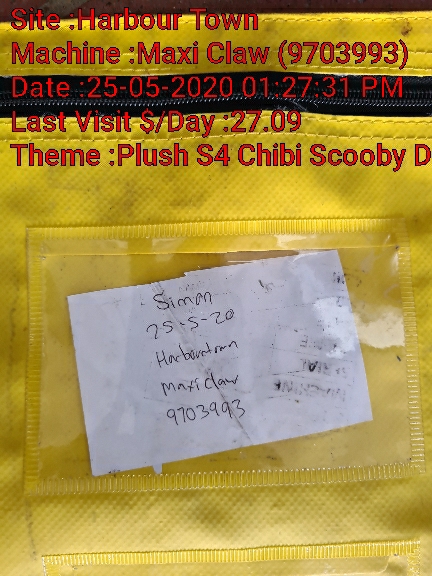 Site :Harbour Town
Machine :Maxi Claw (9703993)
Date :25-05-2020 01:27:31 PM
Last Visit $/Day :27.09
Theme :Plush S4 Chibi Scooby D
Simon
25-5-20
Harbourtown
Maxi claw
9703993